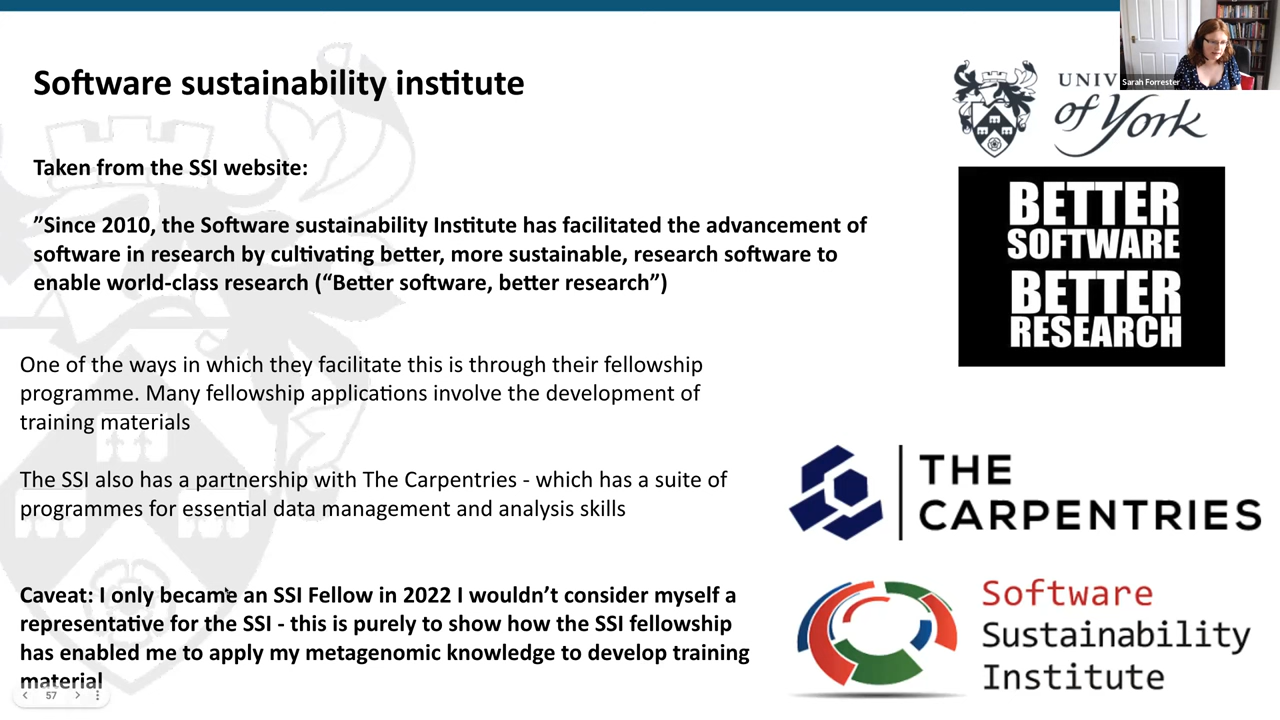 Software sustainability institute
Sarah Forrester
of York
Taken from the SSI website:
”Since 2010, the Software sustainability Institute has facilitated the advancement of
software in research by cultivating better, more sustainable, research software to
enable world-class research (“Better software, better research”)
BETTER
SOFTWARE
BETTER
RESEARCH
One of the ways in which they facilitate this is through their fellowship
programme. Many fellowship applications involve the development of
training materials
The SSI also has a partnership with The Carpentries - which has a suite of
programmes for essential data management and analysis skills
THE
CARPENTRIES
Caveat: I only became an SSI Fellow in 2022 I wouldn’t consider myself a
representative for the SSI - this is purely to show how the SSI fellowship
has enabled me to apply my metagenomic knowledge to develop training
material
Software
Sustainability
Institute
57